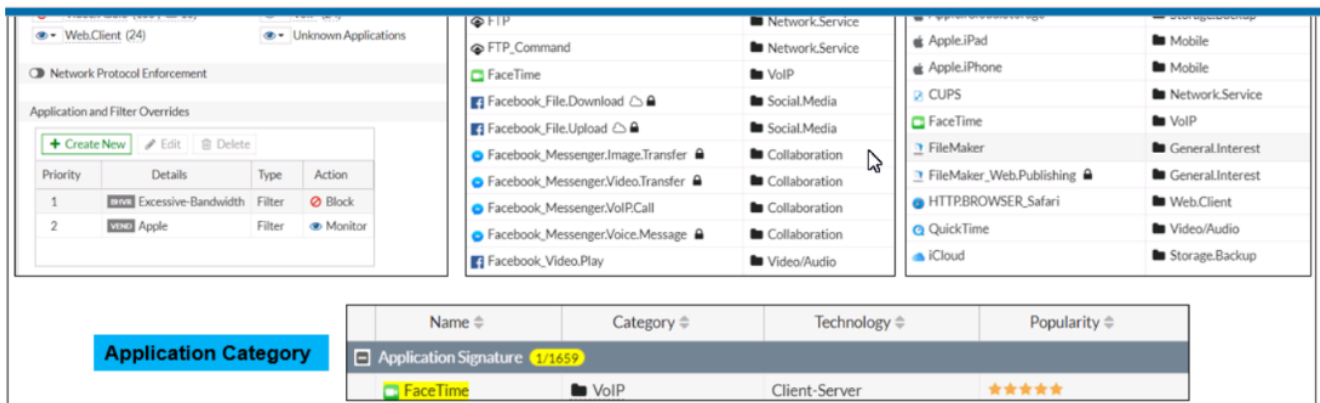 Web.Client (24)
Unknown Applications
Network Protocol Enforcement
Application and Filter Overrides
+ Create New Edit Delete
Priority Details Type Action
1 BHVR Excessive-Bandwidth Filter Block
2 VEND Apple Filter Monitor
FTP Network.Service
FTP_Command Network.Service
FaceTime VoIP
Facebook_File.Download Social.Media
Facebook_File.Upload Social.Media
Facebook_Messenger.Image.Transfer Collaboration
Facebook_Messenger.Video.Transfer Collaboration
Facebook_Messenger.VoIP.Call Collaboration
Facebook_Messenger.Voice.Message Collaboration
Facebook_Video.Play Video/Audio
Apple.iPad Mobile
Apple.iPhone Mobile
CUPS Network.Service
FaceTime VoIP
FileMaker General.Interest
FileMaker_Web.Publishing General.Interest
HTTP.BROWSER_Safari Web.Client
QuickTime Video/Audio
iCloud Storage.Backup
Application Category
Name Category Technology Popularity
Application Signature 1/1659
FaceTime VoIP Client-Server